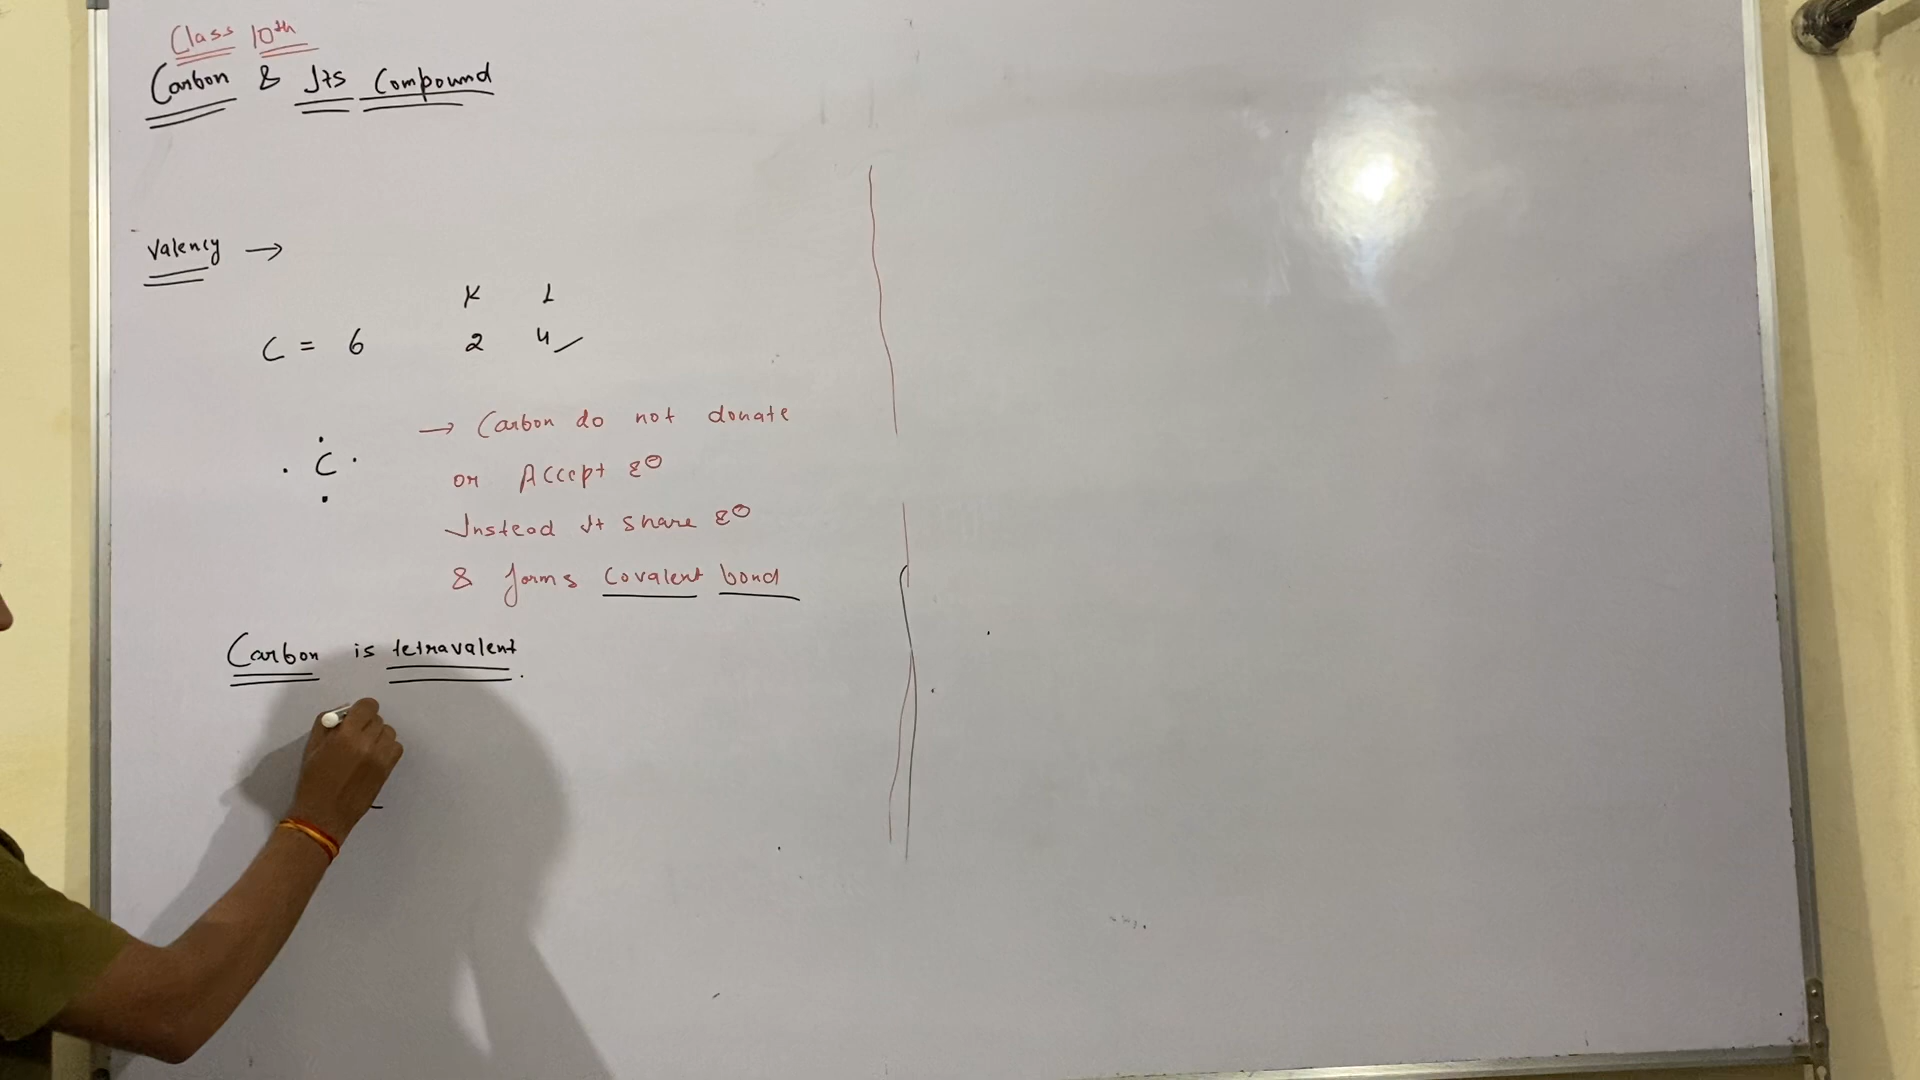 Class 10th
Carbon & Its Compound
Valency →
K L
C = 6 2 4
· C ·
→ Carbon do not donate
or Accept e⊖
Instead It share e⊖
& forms covalent bond
Carbon is tetravalent.